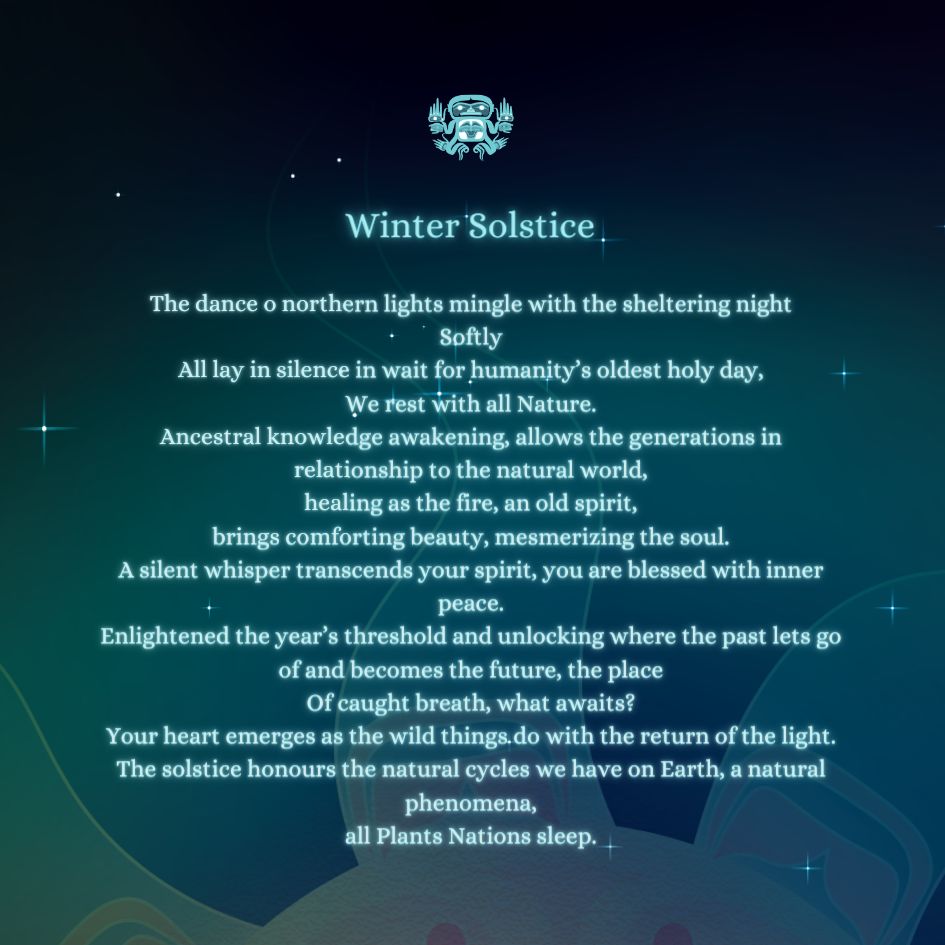 Winter Solstice
The dance o northern lights mingle with the sheltering night
Softly
All lay in silence in wait for humanity’s oldest holy day,
We rest with all Nature.
Ancestral knowledge awakening, allows the generations in
relationship to the natural world,
healing as the fire, an old spirit,
brings comforting beauty, mesmerizing the soul.
A silent whisper transcends your spirit, you are blessed with inner
peace.
Enlightened the year’s threshold and unlocking where the past lets go
of and becomes the future, the place
Of caught breath, what awaits?
Your heart emerges as the wild things.do with the return of the light.
The solstice honours the natural cycles we have on Earth, a natural
phenomena,
all Plants Nations sleep.